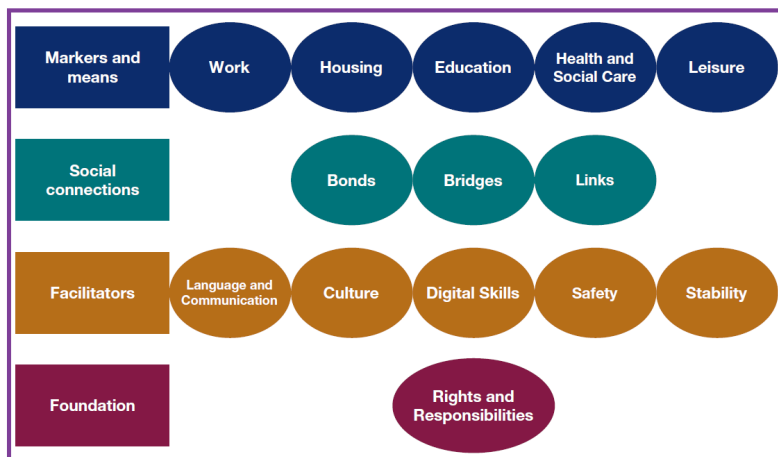 Markers and
means
Work
Housing
Education
Health and
Social Care
Leisure
Social
connections
Bonds
Bridges
Links
Facilitators
Language and
Communication
Culture
Digital Skills
Safety
Stability
Foundation
Rights and
Responsibilities